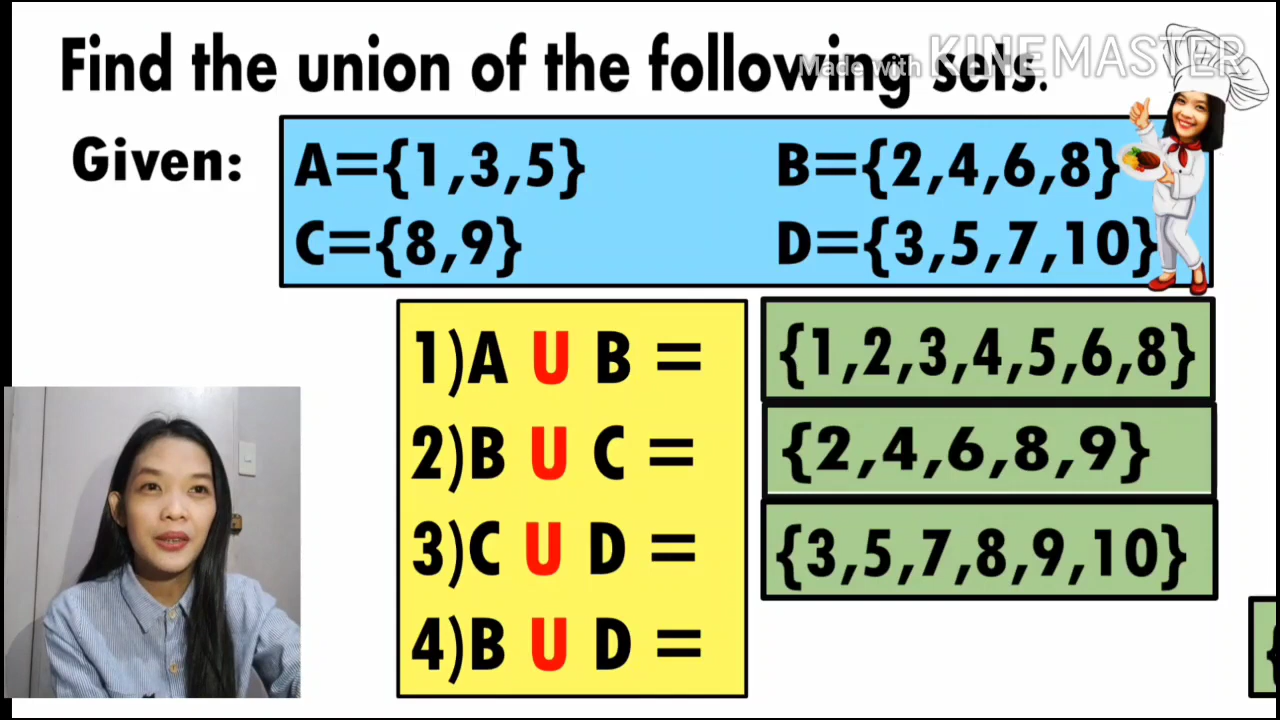 Find the union of the following sets.
Made with KINEMASTER
Given:
A={1,3,5} B={2,4,6,8}
C={8,9} D={3,5,7,10}
1)A U B = {1,2,3,4,5,6,8}
2)B U C = {2,4,6,8,9}
3)C U D = {3,5,7,8,9,10}
4)B U D =
{